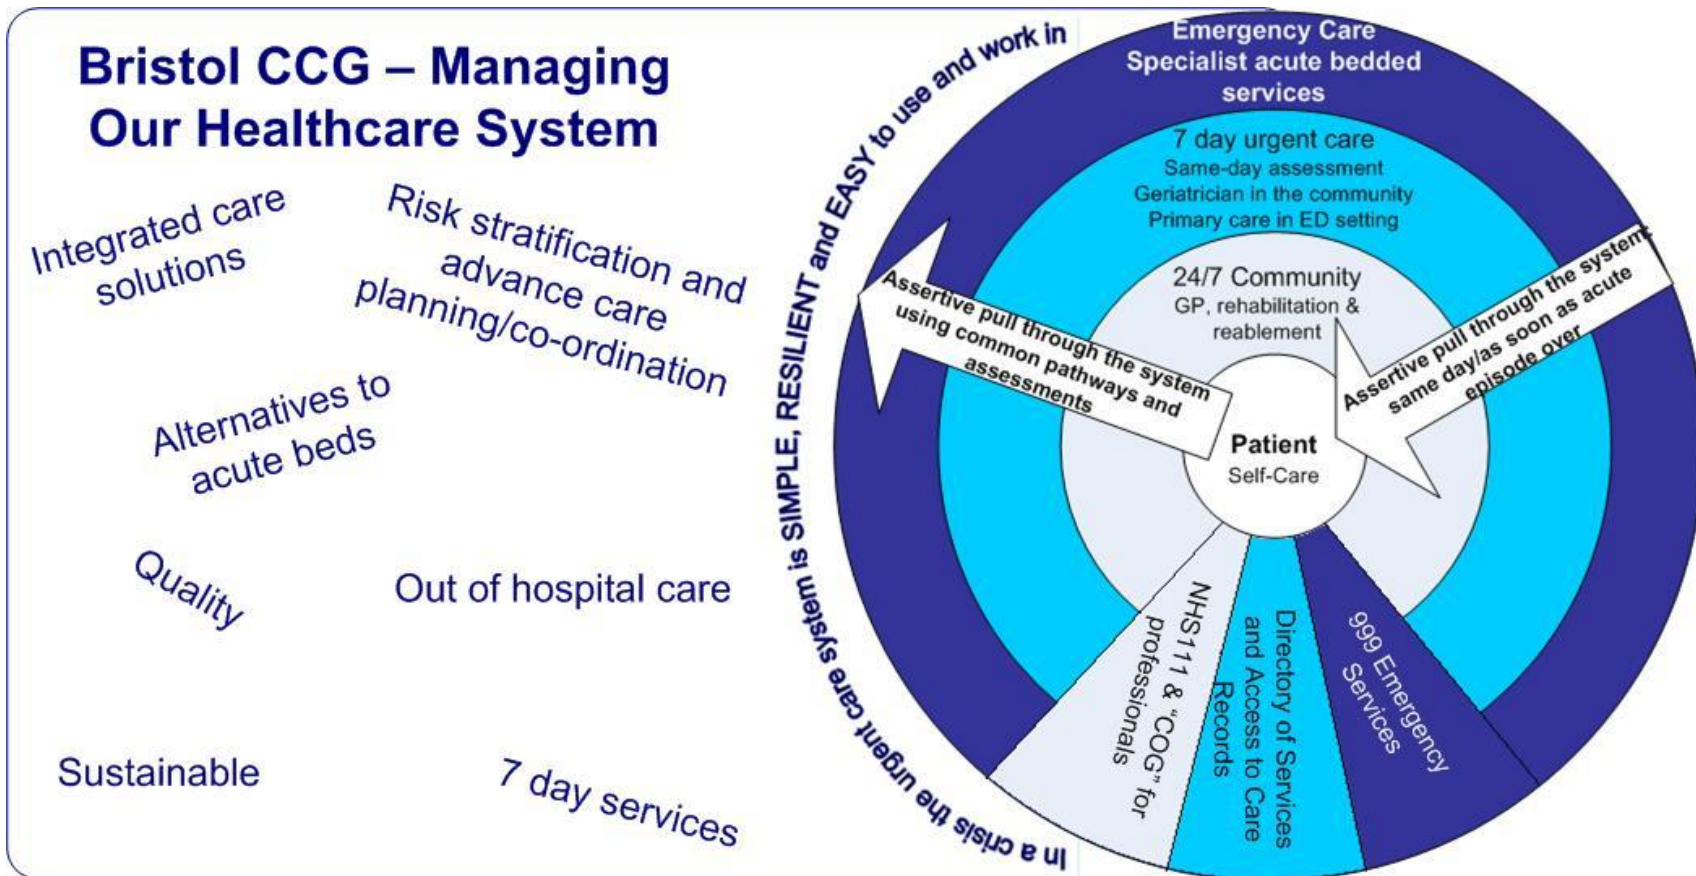 Bristol CCG – Managing
Our Healthcare System
Integrated care
solutions
Risk stratification and
advance care
planning/co-ordination
Alternatives to
acute beds
Quality
Out of hospital care
Sustainable
7 day services
In a crisis the urgent care system is SIMPLE, RESILIENT and EASY to use and work in
Emergency Care
Specialist acute bedded
services
7 day urgent care
Same-day assessment
Geriatrician in the community
Primary care in ED setting
24/7 Community
GP, rehabilitation &
reablement
Assertive pull through the system
using common pathways and
assessments
Assertive pull through the system:
same day/as soon as acute
episode over
Patient
Self-Care
NHS111 & “COG” for
professionals
Directory of Services
and Access to Care
Records
999 Emergency
Services